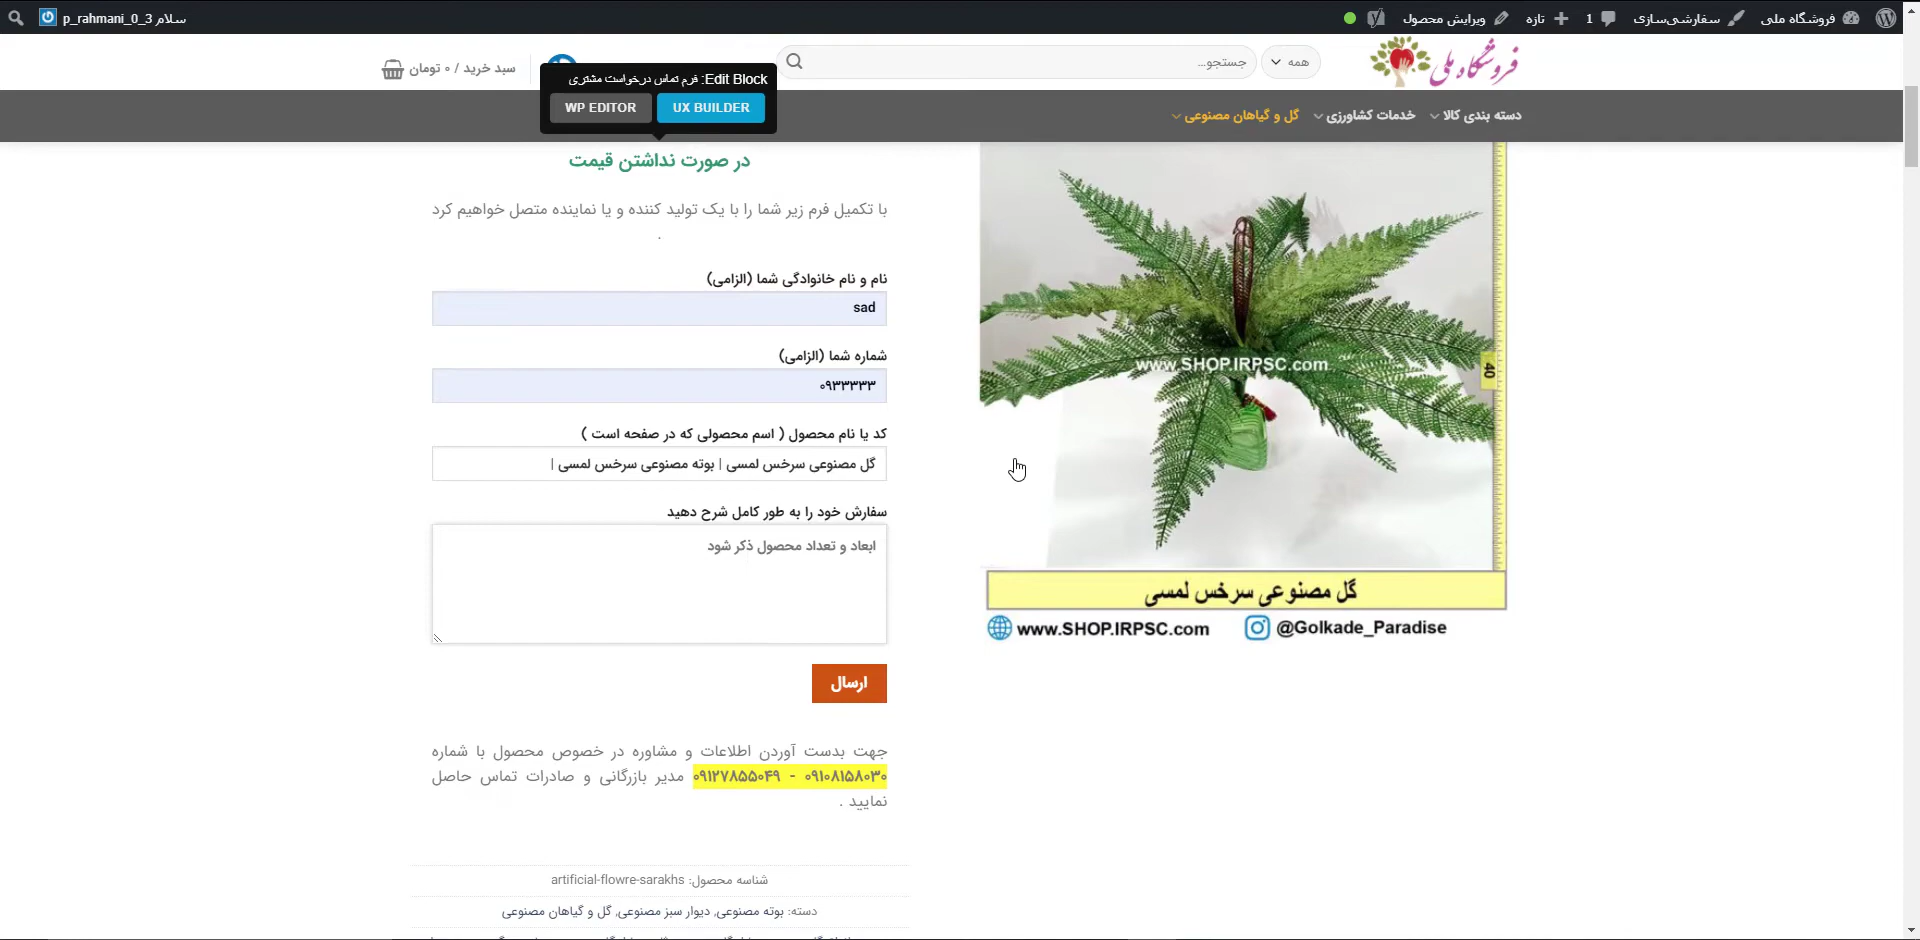 فروشگاه ملی
سفارشی‌سازی
1
تازه
ویرایش محصول
سلام p_rahmani_0_3
فروشگاه ملی
همه
جستجو...
سبد خرید / ۰ تومان
Edit Block: فرم تماس درخواست مشتری
WP EDITOR
UX BUILDER
دسته بندی کالا
خدمات کشاورزی
گل و گیاهان مصنوعی
در صورت نداشتن قیمت
با تکمیل فرم زیر شما را با یک تولید کننده و یا نماینده متصل خواهیم کرد
.
نام و نام خانوادگی شما (الزامی)
sad
شماره شما (الزامی)
۰۹۳۳۳۳۳
کد یا نام محصول ( اسم محصولی که در صفحه است )
گل مصنوعی سرخس لمسی | بوته مصنوعی سرخس لمسی |
سفارش خود را به طور کامل شرح دهید
ابعاد و تعداد محصول ذکر شود
ارسال
جهت بدست آوردن اطلاعات و مشاوره در خصوص محصول با شماره
۰۹۱۰۸۱۵۸۰۳۰ - ۰۹۱۲۷۸۵۵۰۴۹ مدیر بازرگانی و صادرات تماس حاصل
نمایید .
شناسه محصول: artificial-flowre-sarakhs
دسته: بوته مصنوعی, دیوار سبز مصنوعی, گل و گیاهان مصنوعی
www.SHOP.IRPSC.com
40
گل مصنوعی سرخس لمسی
www.SHOP.IRPSC.com
@Golkade_Paradise